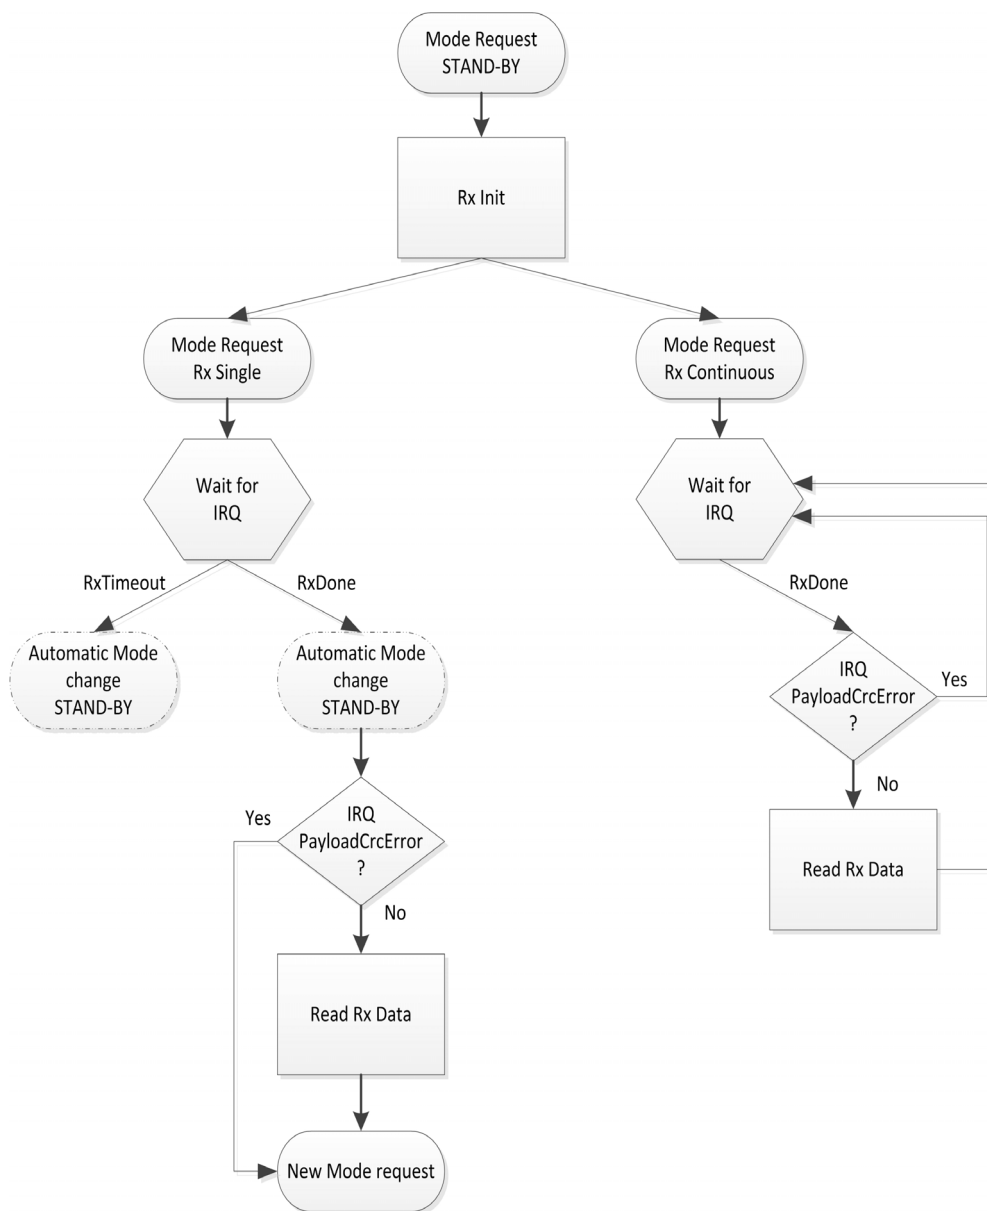 Mode Request
STAND-BY
Rx Init
Mode Request
Rx Single
Mode Request
Rx Continuous
Wait for
IRQ
Wait for
IRQ
RxTimeout
RxDone
RxDone
Automatic Mode
change
STAND-BY
Automatic Mode
change
STAND-BY
IRQ
PayloadCrcError
?
Yes
No
Read Rx Data
Yes
IRQ
PayloadCrcError
?
No
Read Rx Data
New Mode request